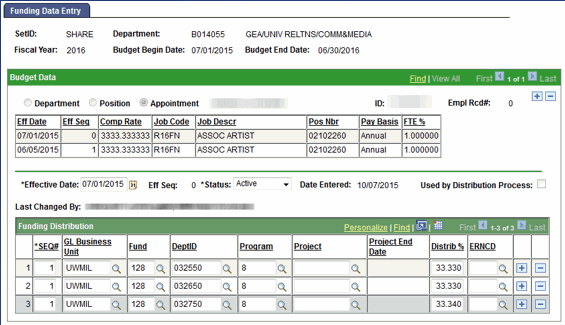 Funding Data Entry
SetID: SHARE Department: B014055 GEA/UNIV RELTNS/COMM&MEDIA
Fiscal Year: 2016 Budget Begin Date: 07/01/2015 Budget End Date: 06/30/2016
Budget Data Find | View All First 1 of 1 Last
Department Position Appointment ID: Empl Rcd#: 0
Eff Date Eff Seq Comp Rate Job Code Job Descr Pos Nbr Pay Basis FTE %
07/01/2015 0 3333.333333 R16FN ASSOC ARTIST 02102260 Annual 1.000000
06/05/2015 1 3333.333333 R16FN ASSOC ARTIST 02102260 Annual 1.000000
*Effective Date: 07/01/2015 Eff Seq: 0 *Status: Active Date Entered: 10/07/2015 Used by Distribution Process:
Last Changed By:
Funding Distribution Personalize | Find | First 1-3 of 3 Last
*SEQ# GL Business Unit Fund DeptID Program Project Project End Date Distrib % ERNCD
1 1 UWMIL 128 032550 8 33.330
2 1 UWMIL 128 032650 8 33.330
3 1 UWMIL 128 032750 8 33.340